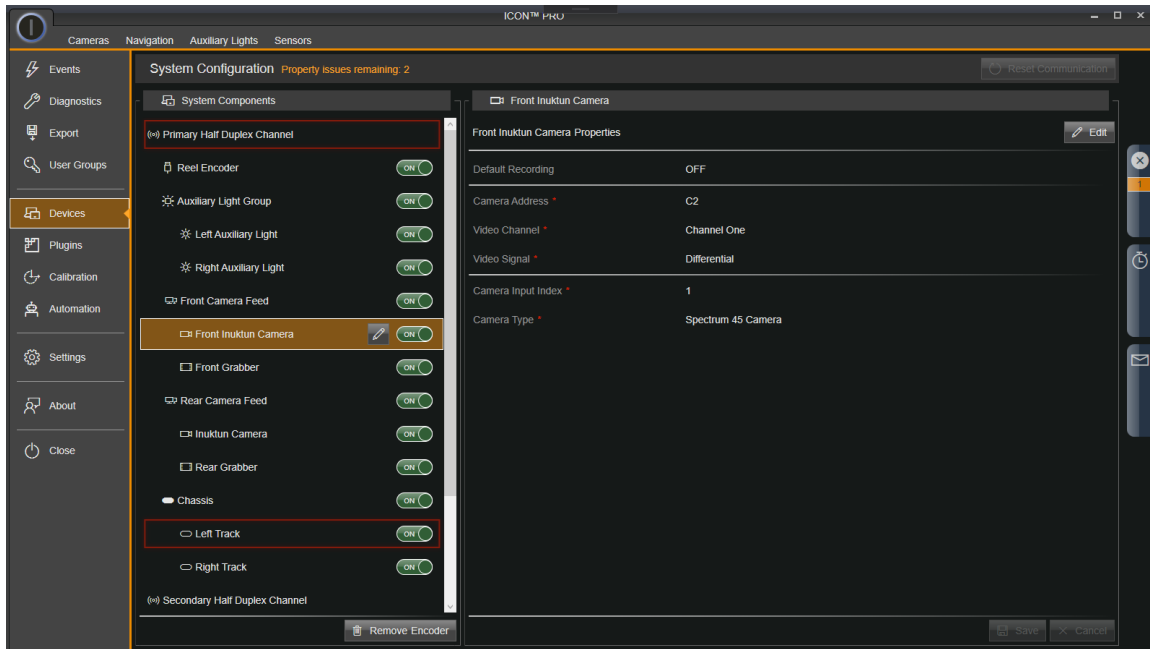 ICON™ PRO
Cameras Navigation Auxiliary Lights Sensors
Events
Diagnostics
Export
User Groups
Devices
Plugins
Calibration
Automation
Settings
About
Close
System Configuration Property issues remaining: 2
Reset Communication
System Components
Primary Half Duplex Channel
Reel Encoder ON
Auxiliary Light Group ON
Left Auxiliary Light ON
Right Auxiliary Light ON
Front Camera Feed ON
Front Inuktun Camera ON
Front Grabber ON
Rear Camera Feed ON
Inuktun Camera ON
Rear Grabber ON
Chassis ON
Left Track ON
Right Track ON
Secondary Half Duplex Channel
Remove Encoder
Front Inuktun Camera
Front Inuktun Camera Properties Edit
Default Recording OFF
Camera Address * C2
Video Channel * Channel One
Video Signal * Differential
Camera Input Index * 1
Camera Type * Spectrum 45 Camera
Save Cancel
1